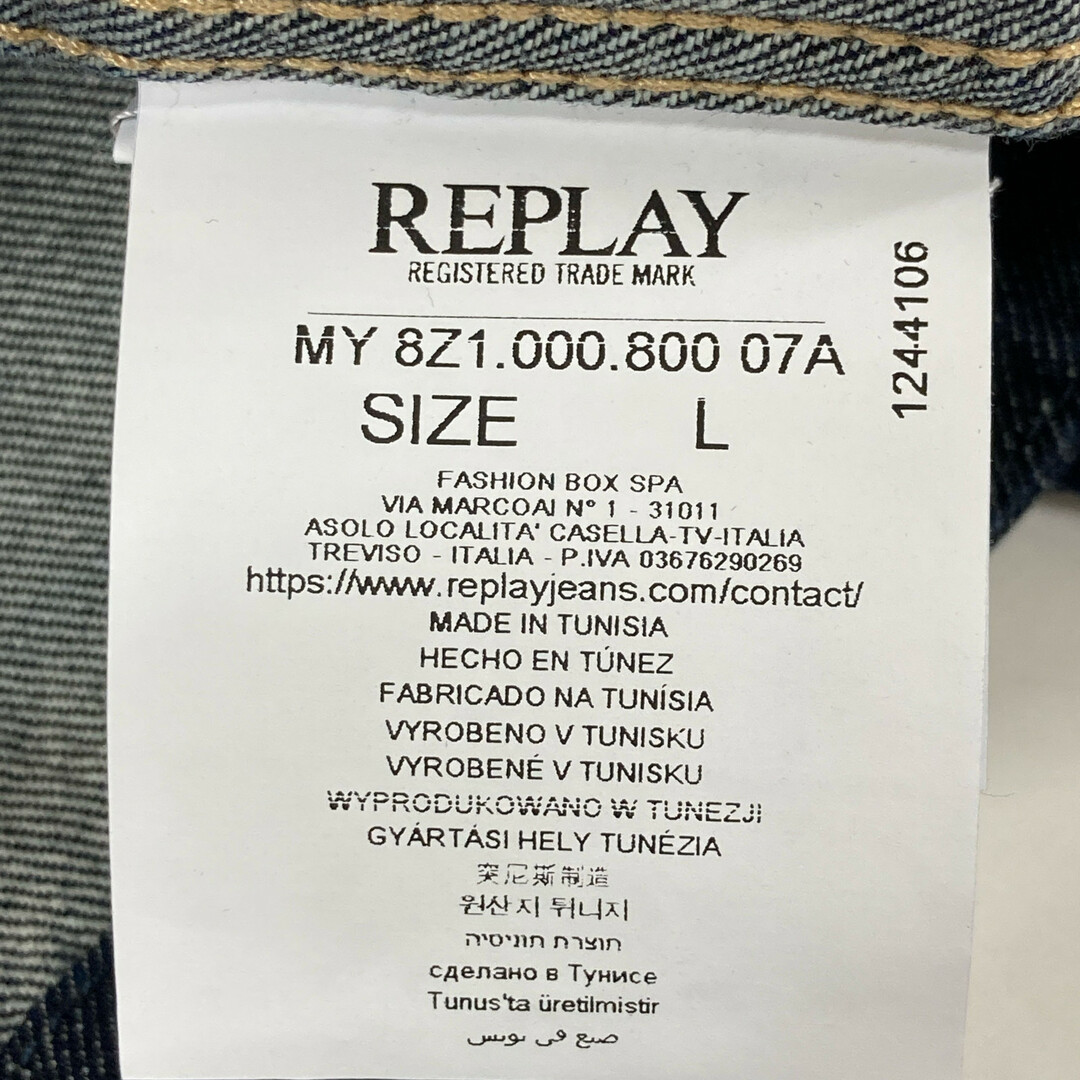 REPLAY
REGISTERED TRADE MARK
MY 8Z1.000.800 07A
SIZE L
1244106
FASHION BOX SPA
VIA MARCOAI N° 1 - 31011
ASOLO LOCALITA' CASELLA-TV-ITALIA
TREVISO - ITALIA - P.IVA 03676290269
https://www.replayjeans.com/contact/
MADE IN TUNISIA
HECHO EN TÚNEZ
FABRICADO NA TUNÍSIA
VYROBENO V TUNISKU
VYROBENÉ V TUNISKU
WYPRODUKOWANO W TUNEZJI
GYÁRTÁSI HELY TUNÉZIA
突尼斯制造
원산지 튀니지
תוצרת תוניסיה
сделано в Тунисе
Tunus'ta üretilmistir
صنع في تونس